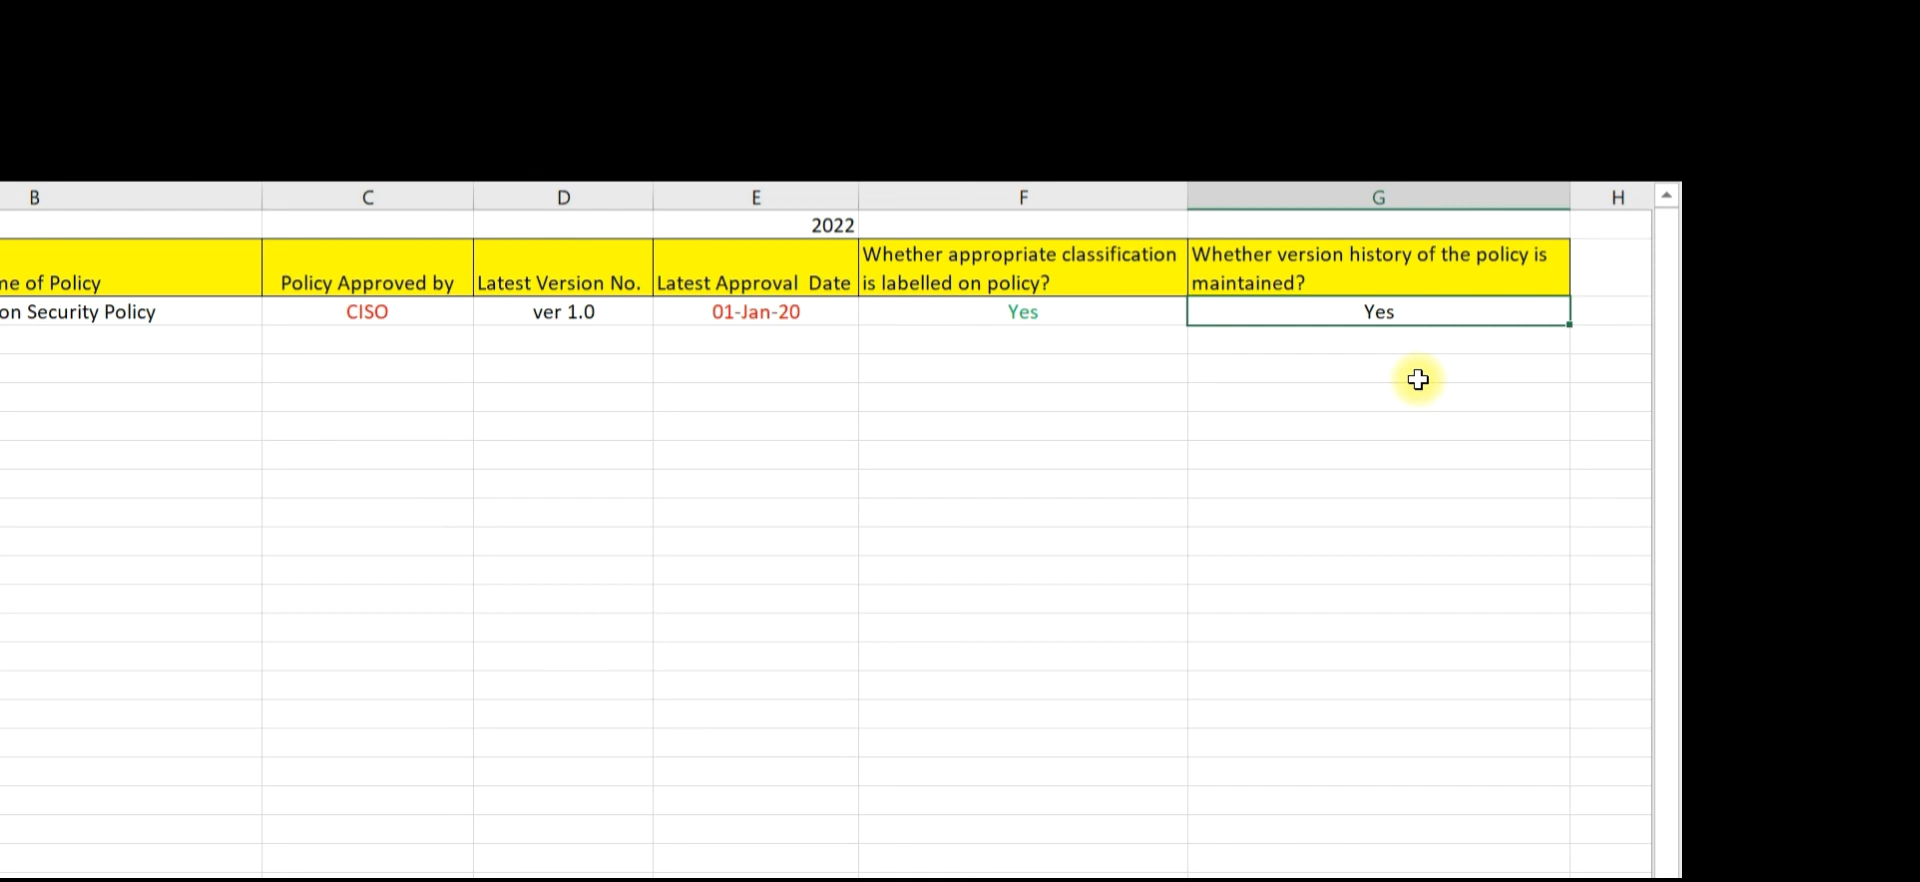 B C D E F G H
2022
Whether appropriate classification Whether version history of the policy is
of Policy Policy Approved by Latest Version No. Latest Approval Date is labelled on policy? maintained?
Security Policy CISO ver 1.0 01-Jan-20 Yes Yes